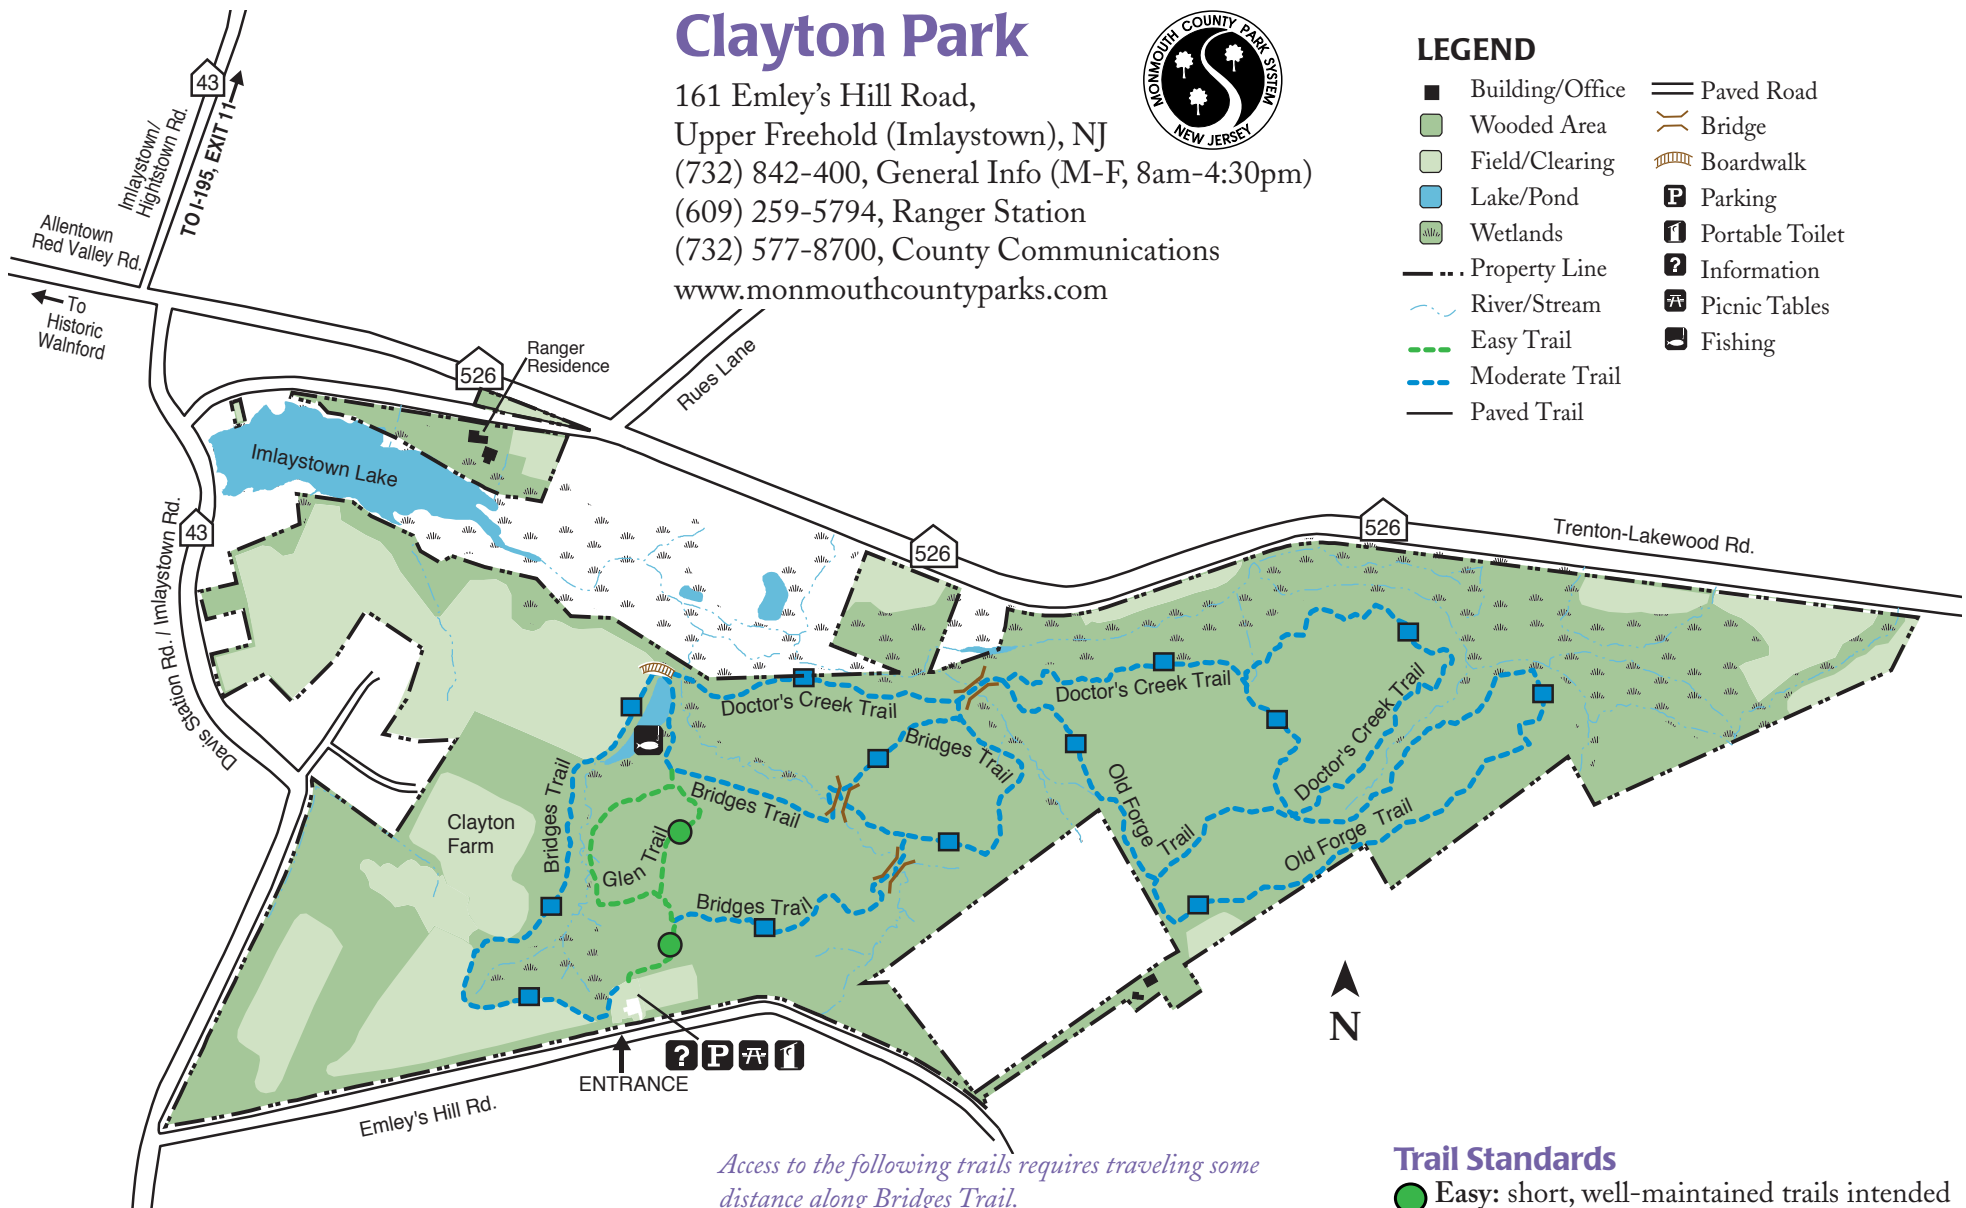 Clayton Park
161 Emley's Hill Road,
Upper Freehold (Imlaystown), NJ
(732) 842-400, General Info (M-F, 8am-4:30pm)
(609) 259-5794, Ranger Station
(732) 577-8700, County Communications
www.monmouthcountyparks.com
MONMOUTH COUNTY PARK SYSTEM
NEW JERSEY
LEGEND
Building/Office
Wooded Area
Field/Clearing
Lake/Pond
Wetlands
Property Line
River/Stream
Easy Trail
Moderate Trail
Paved Trail
Paved Road
Bridge
Boardwalk
P Parking
Portable Toilet
? Information
Picnic Tables
Fishing
43
Imlaystown/
Hightstown Rd.
TO I-195, EXIT 11
Allentown
Red Valley Rd.
To
Historic
Walnford
526
Ranger
Residence
Rues Lane
Imlaystown Lake
43
Davis Station Rd. / Imlaystown Rd.
526
526
Trenton-Lakewood Rd.
Doctor's Creek Trail
Doctor's Creek Trail
Doctor's Creek Trail
Bridges Trail
Bridges Trail
Bridges Trail
Bridges Trail
Old Forge Trail
Old Forge Trail
Glen Trail
Clayton
Farm
? P
ENTRANCE
Emley's Hill Rd.
N
Access to the following trails requires traveling some
distance along Bridges Trail.
Trail Standards
Easy: short, well-maintained trails intended